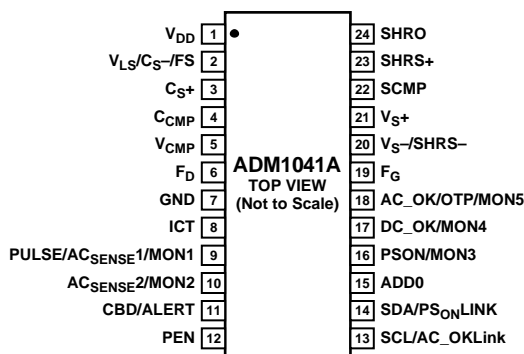 V_DD 1
V_LS/C_S–/FS 2
C_S+ 3
C_CMP 4
V_CMP 5
F_D 6
GND 7
ICT 8
PULSE/AC_SENSE1/MON1 9
AC_SENSE2/MON2 10
CBD/ALERT 11
PEN 12
ADM1041A
TOP VIEW
(Not to Scale)
24 SHRO
23 SHRS+
22 SCMP
21 V_S+
20 V_S–/SHRS–
19 F_G
18 AC_OK/OTP/MON5
17 DC_OK/MON4
16 PSON/MON3
15 ADD0
14 SDA/PS_ONLINK
13 SCL/AC_OKLink